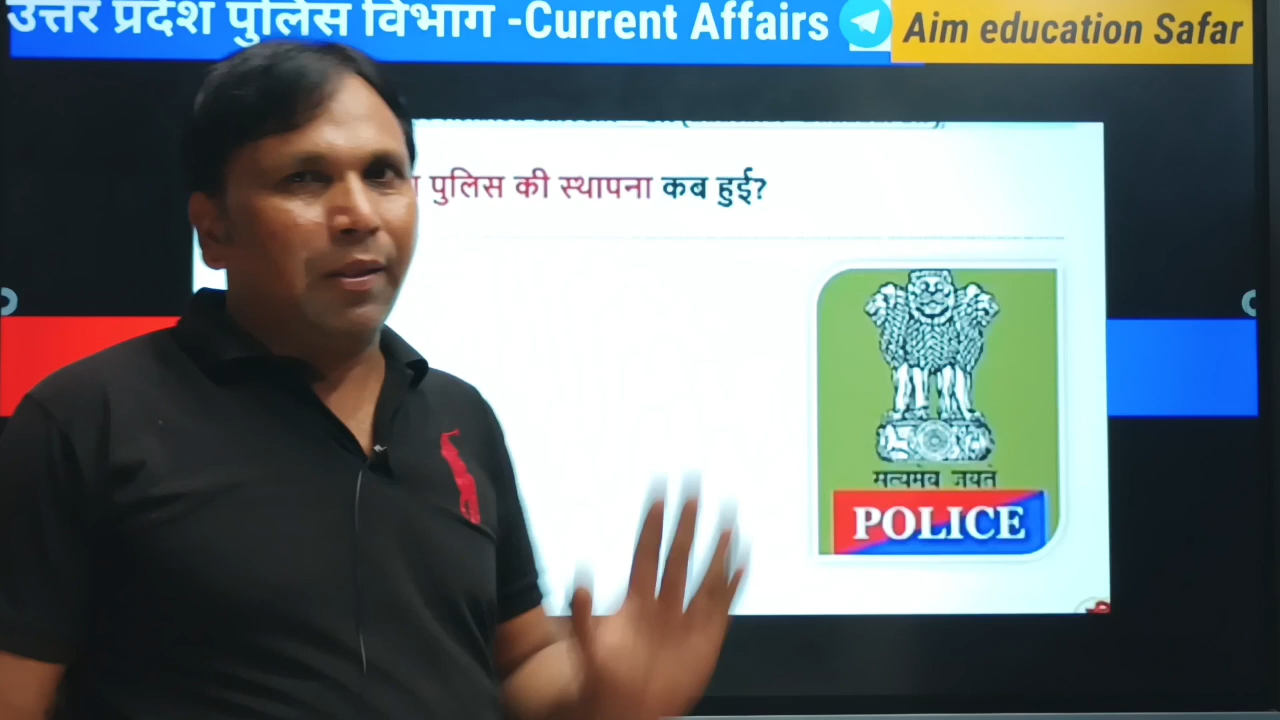 उत्तर प्रदेश पुलिस विभाग -Current Affairs
Aim education Safar
पुलिस की स्थापना कब हुई?
सत्यमेव जयते
POLICE